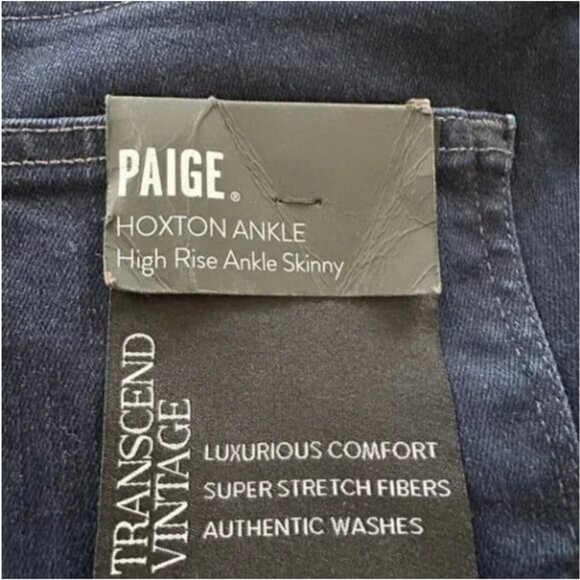 PAIGE®
HOXTON ANKLE
High Rise Ankle Skinny
TRANSCEND
VINTAGE
LUXURIOUS COMFORT
SUPER STRETCH FIBERS
AUTHENTIC WASHES